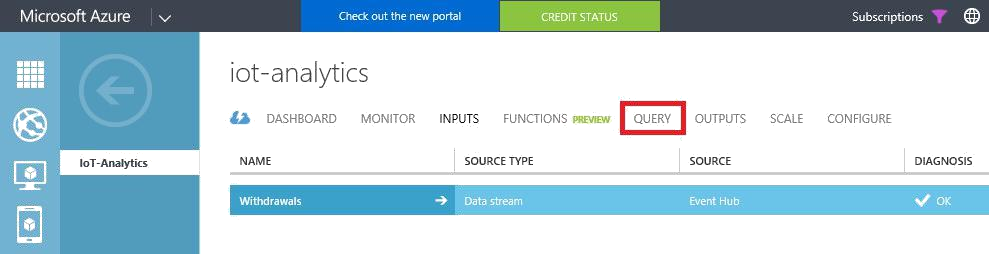 Microsoft Azure
Check out the new portal
CREDIT STATUS
Subscriptions
iot-analytics
DASHBOARD MONITOR INPUTS FUNCTIONS PREVIEW QUERY OUTPUTS SCALE CONFIGURE
IoT-Analytics
NAME SOURCE TYPE SOURCE DIAGNOSIS
Withdrawals Data stream Event Hub OK